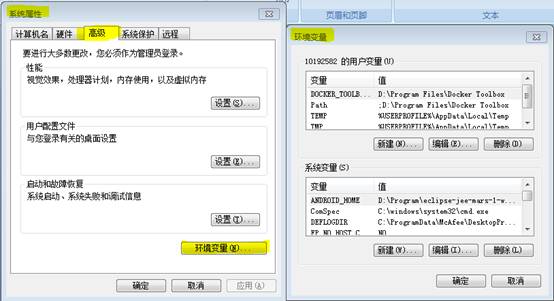 页眉和页脚
文本
系统属性
计算机名
硬件
高级
系统保护
远程
要进行大多数更改，您必须作为管理员登录。
性能
视觉效果，处理器计划，内存使用，以及虚拟内存
设置(S)...
用户配置文件
与您登录有关的桌面设置
设置(E)...
启动和故障恢复
系统启动、系统失败和调试信息
设置(T)...
环境变量(N)...
确定
取消
应用(A)
环境变量
10192582 的用户变量(U)
变量 值
DOCKER_TOOLB... D:\Program Files\Docker Toolbox
Path ;D:\Program Files\Docker Toolbox
TEMP %USERPROFILE%\AppData\Local\Temp
TMP %USERPROFILE%\AppData\Local\Temp
新建(N)...
编辑(E)...
删除(D)
系统变量(S)
变量 值
ANDROID_HOME D:\Program\eclipse-jee-mars-1-w...
ComSpec C:\windows\system32\cmd.exe
DEFLOGDIR C:\ProgramData\McAfee\DesktopPr...
FP_NO_HOST_C... NO
新建(W)...
编辑(I)...
删除(L)
确定
取消